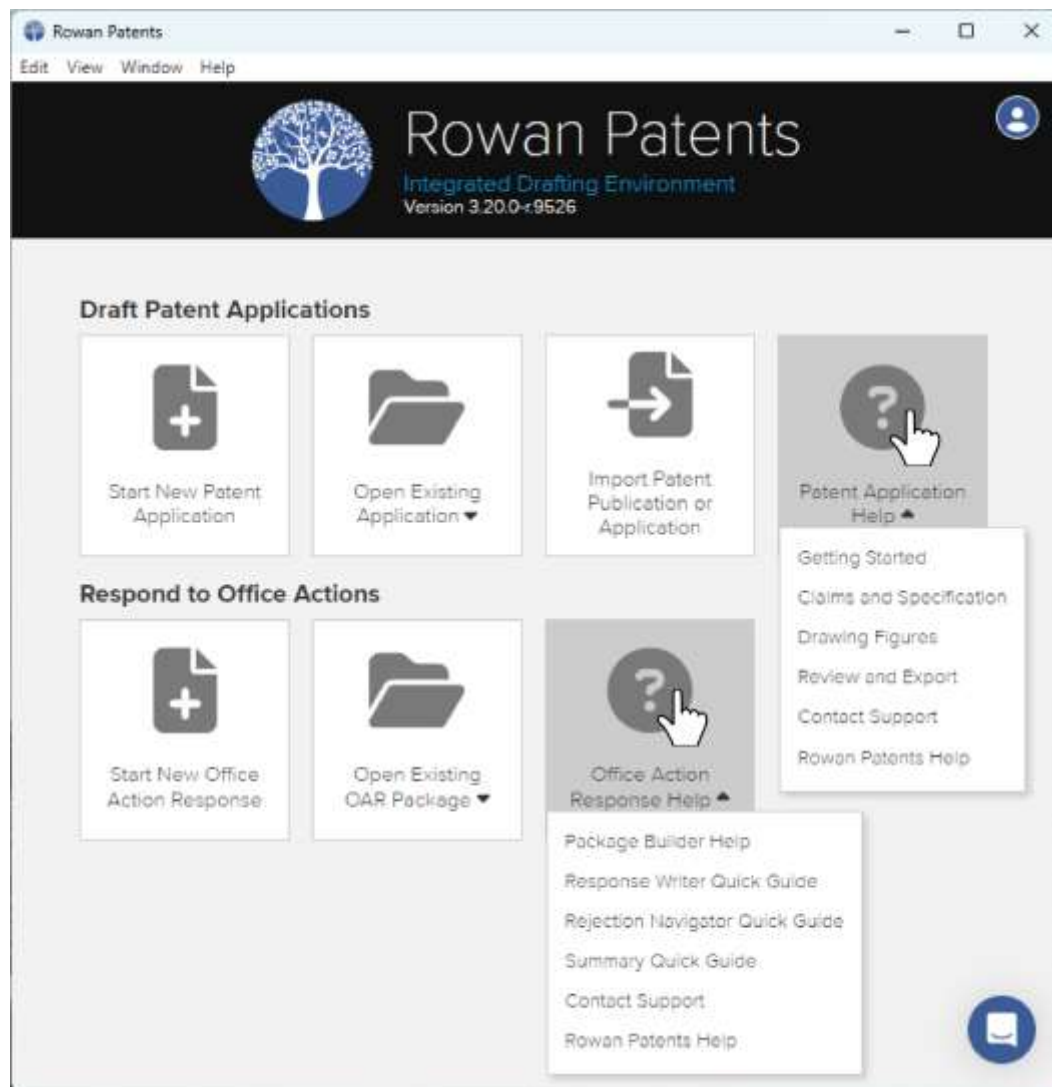 Rowan Patents
Edit View Window Help
Rowan Patents
Integrated Drafting Environment
Version 3.20.0-r.9526
Draft Patent Applications
Start New Patent
Application
Open Existing
Application
Import Patent
Publication or
Application
Patent Application
Help
Getting Started
Claims and Specification
Drawing Figures
Review and Export
Contact Support
Rowan Patents Help
Respond to Office Actions
Start New Office
Action Response
Open Existing
OAR Package
Office Action
Response Help
Package Builder Help
Response Writer Quick Guide
Rejection Navigator Quick Guide
Summary Quick Guide
Contact Support
Rowan Patents Help